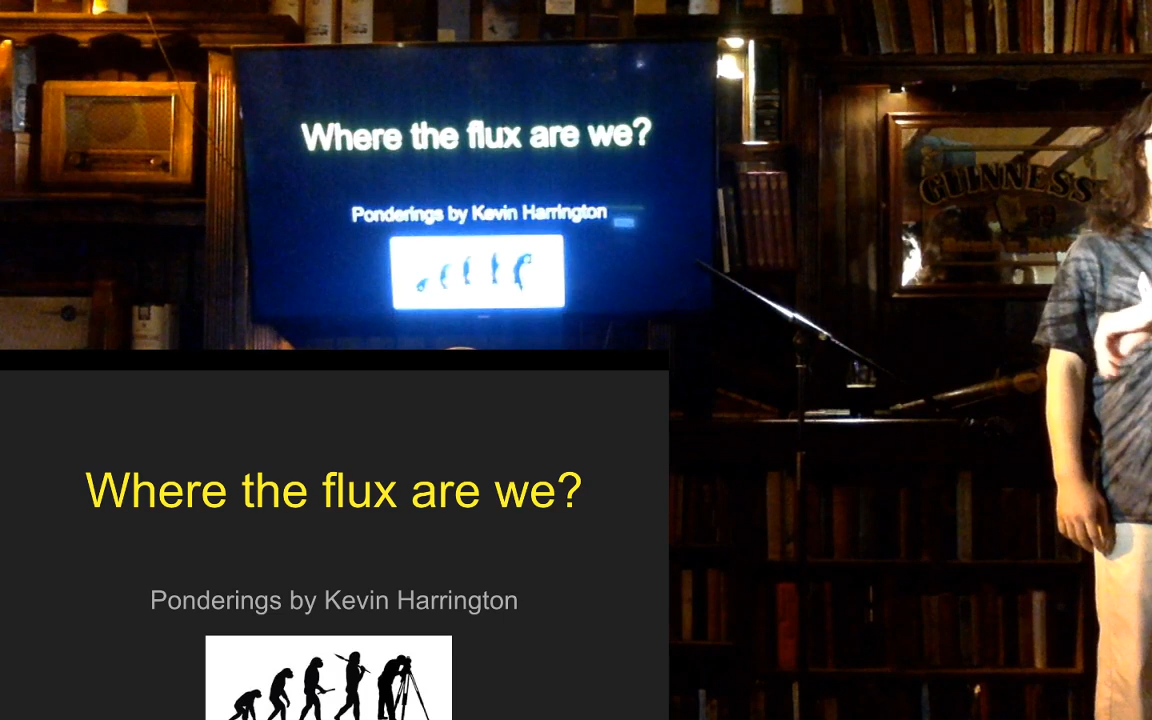 Where the flux are we?
Ponderings by Kevin Harrington
GUINNESS
Where the flux are we?
Ponderings by Kevin Harrington